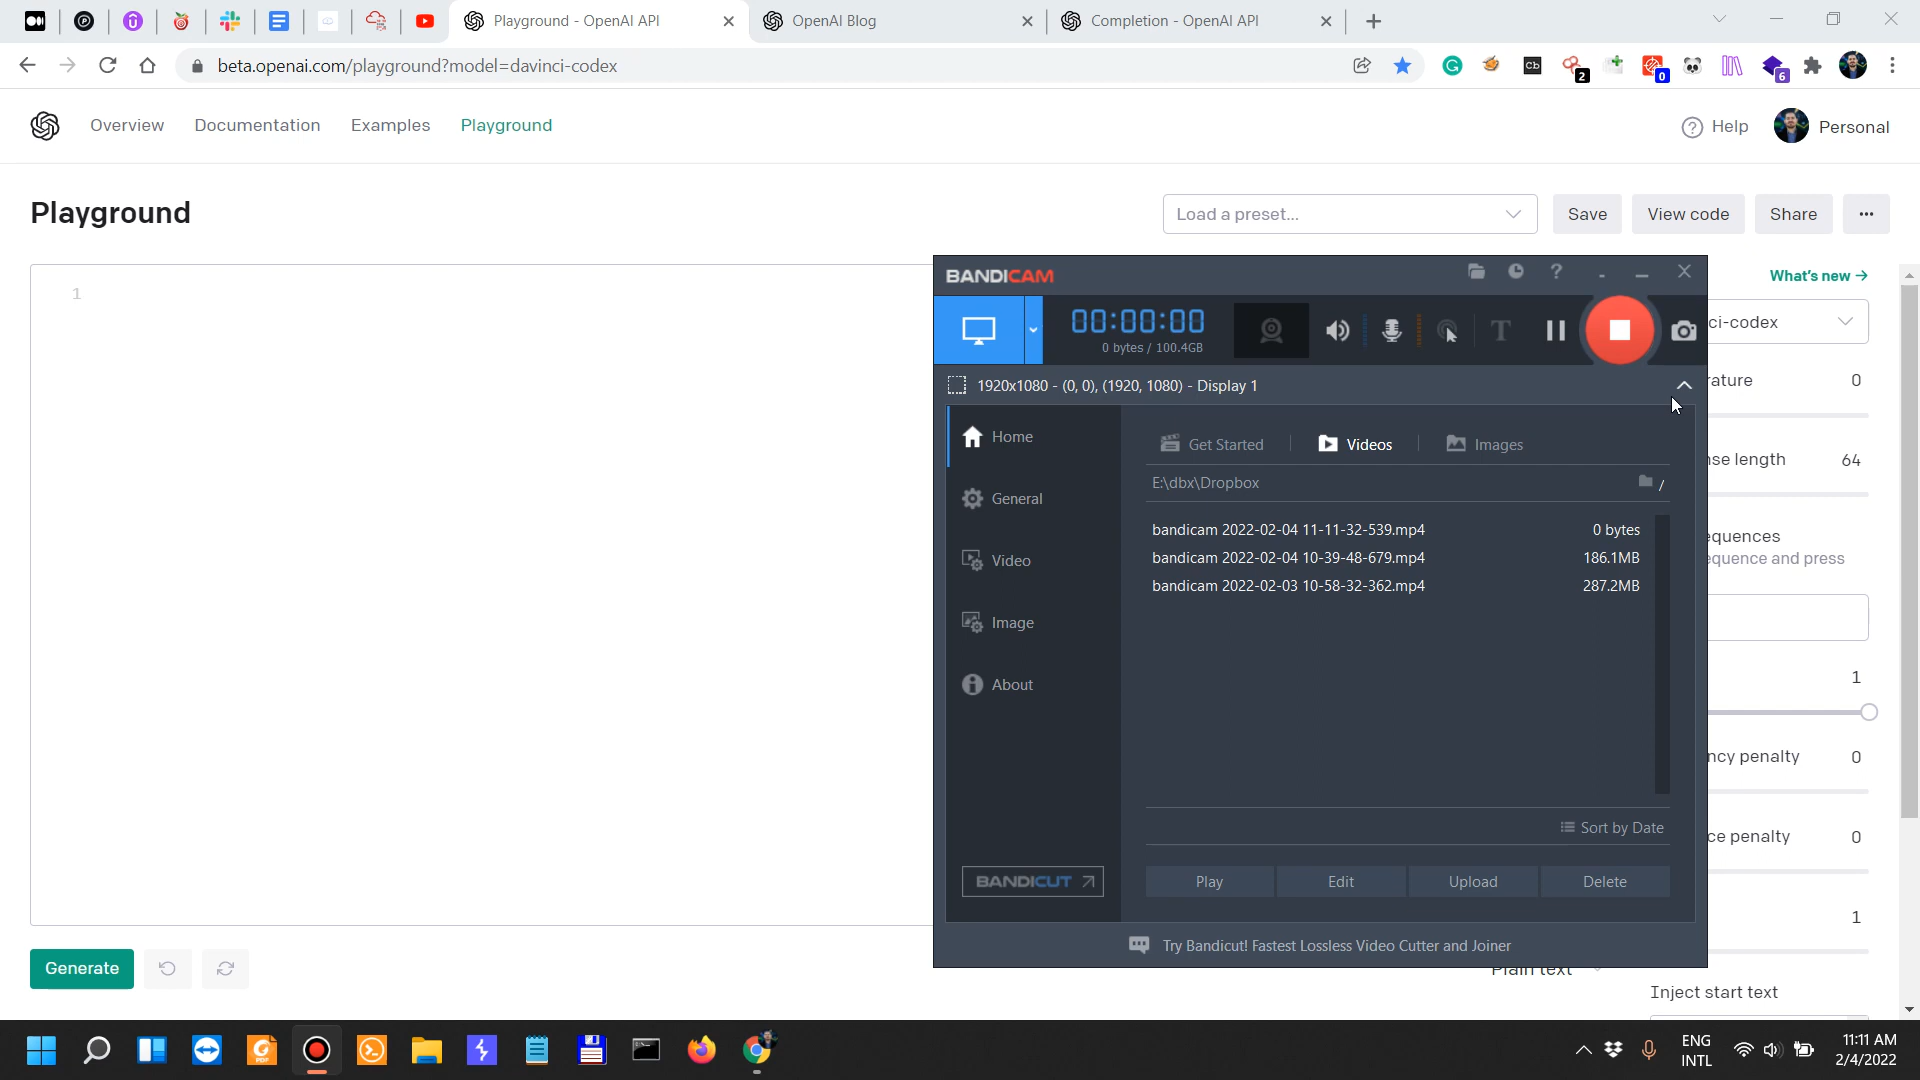 Playground - OpenAI API
OpenAI Blog
Completion - OpenAI API
beta.openai.com/playground?model=davinci-codex
2
0
6
Overview
Documentation
Examples
Playground
Help
Personal
Playground
Load a preset...
Save
View code
Share
1
What's new →
BANDICAM
00:00:00
0 bytes / 100.4GB
ci-codex
1920x1080 - (0, 0), (1920, 1080) - Display 1
rature 0
Home
Get Started
Videos
Images
nse length 64
E:\dbx\Dropbox
/
General
bandicam 2022-02-04 11-11-32-539.mp4 0 bytes
equences
bandicam 2022-02-04 10-39-48-679.mp4 186.1MB
equence and press
Video
bandicam 2022-02-03 10-58-32-362.mp4 287.2MB
Image
About
1
ncy penalty 0
Sort by Date
ce penalty 0
BANDICUT
Play
Edit
Upload
Delete
1
Try Bandicut! Fastest Lossless Video Cutter and Joiner
Generate
Plain text
Inject start text
ENG
INTL
11:11 AM
2/4/2022